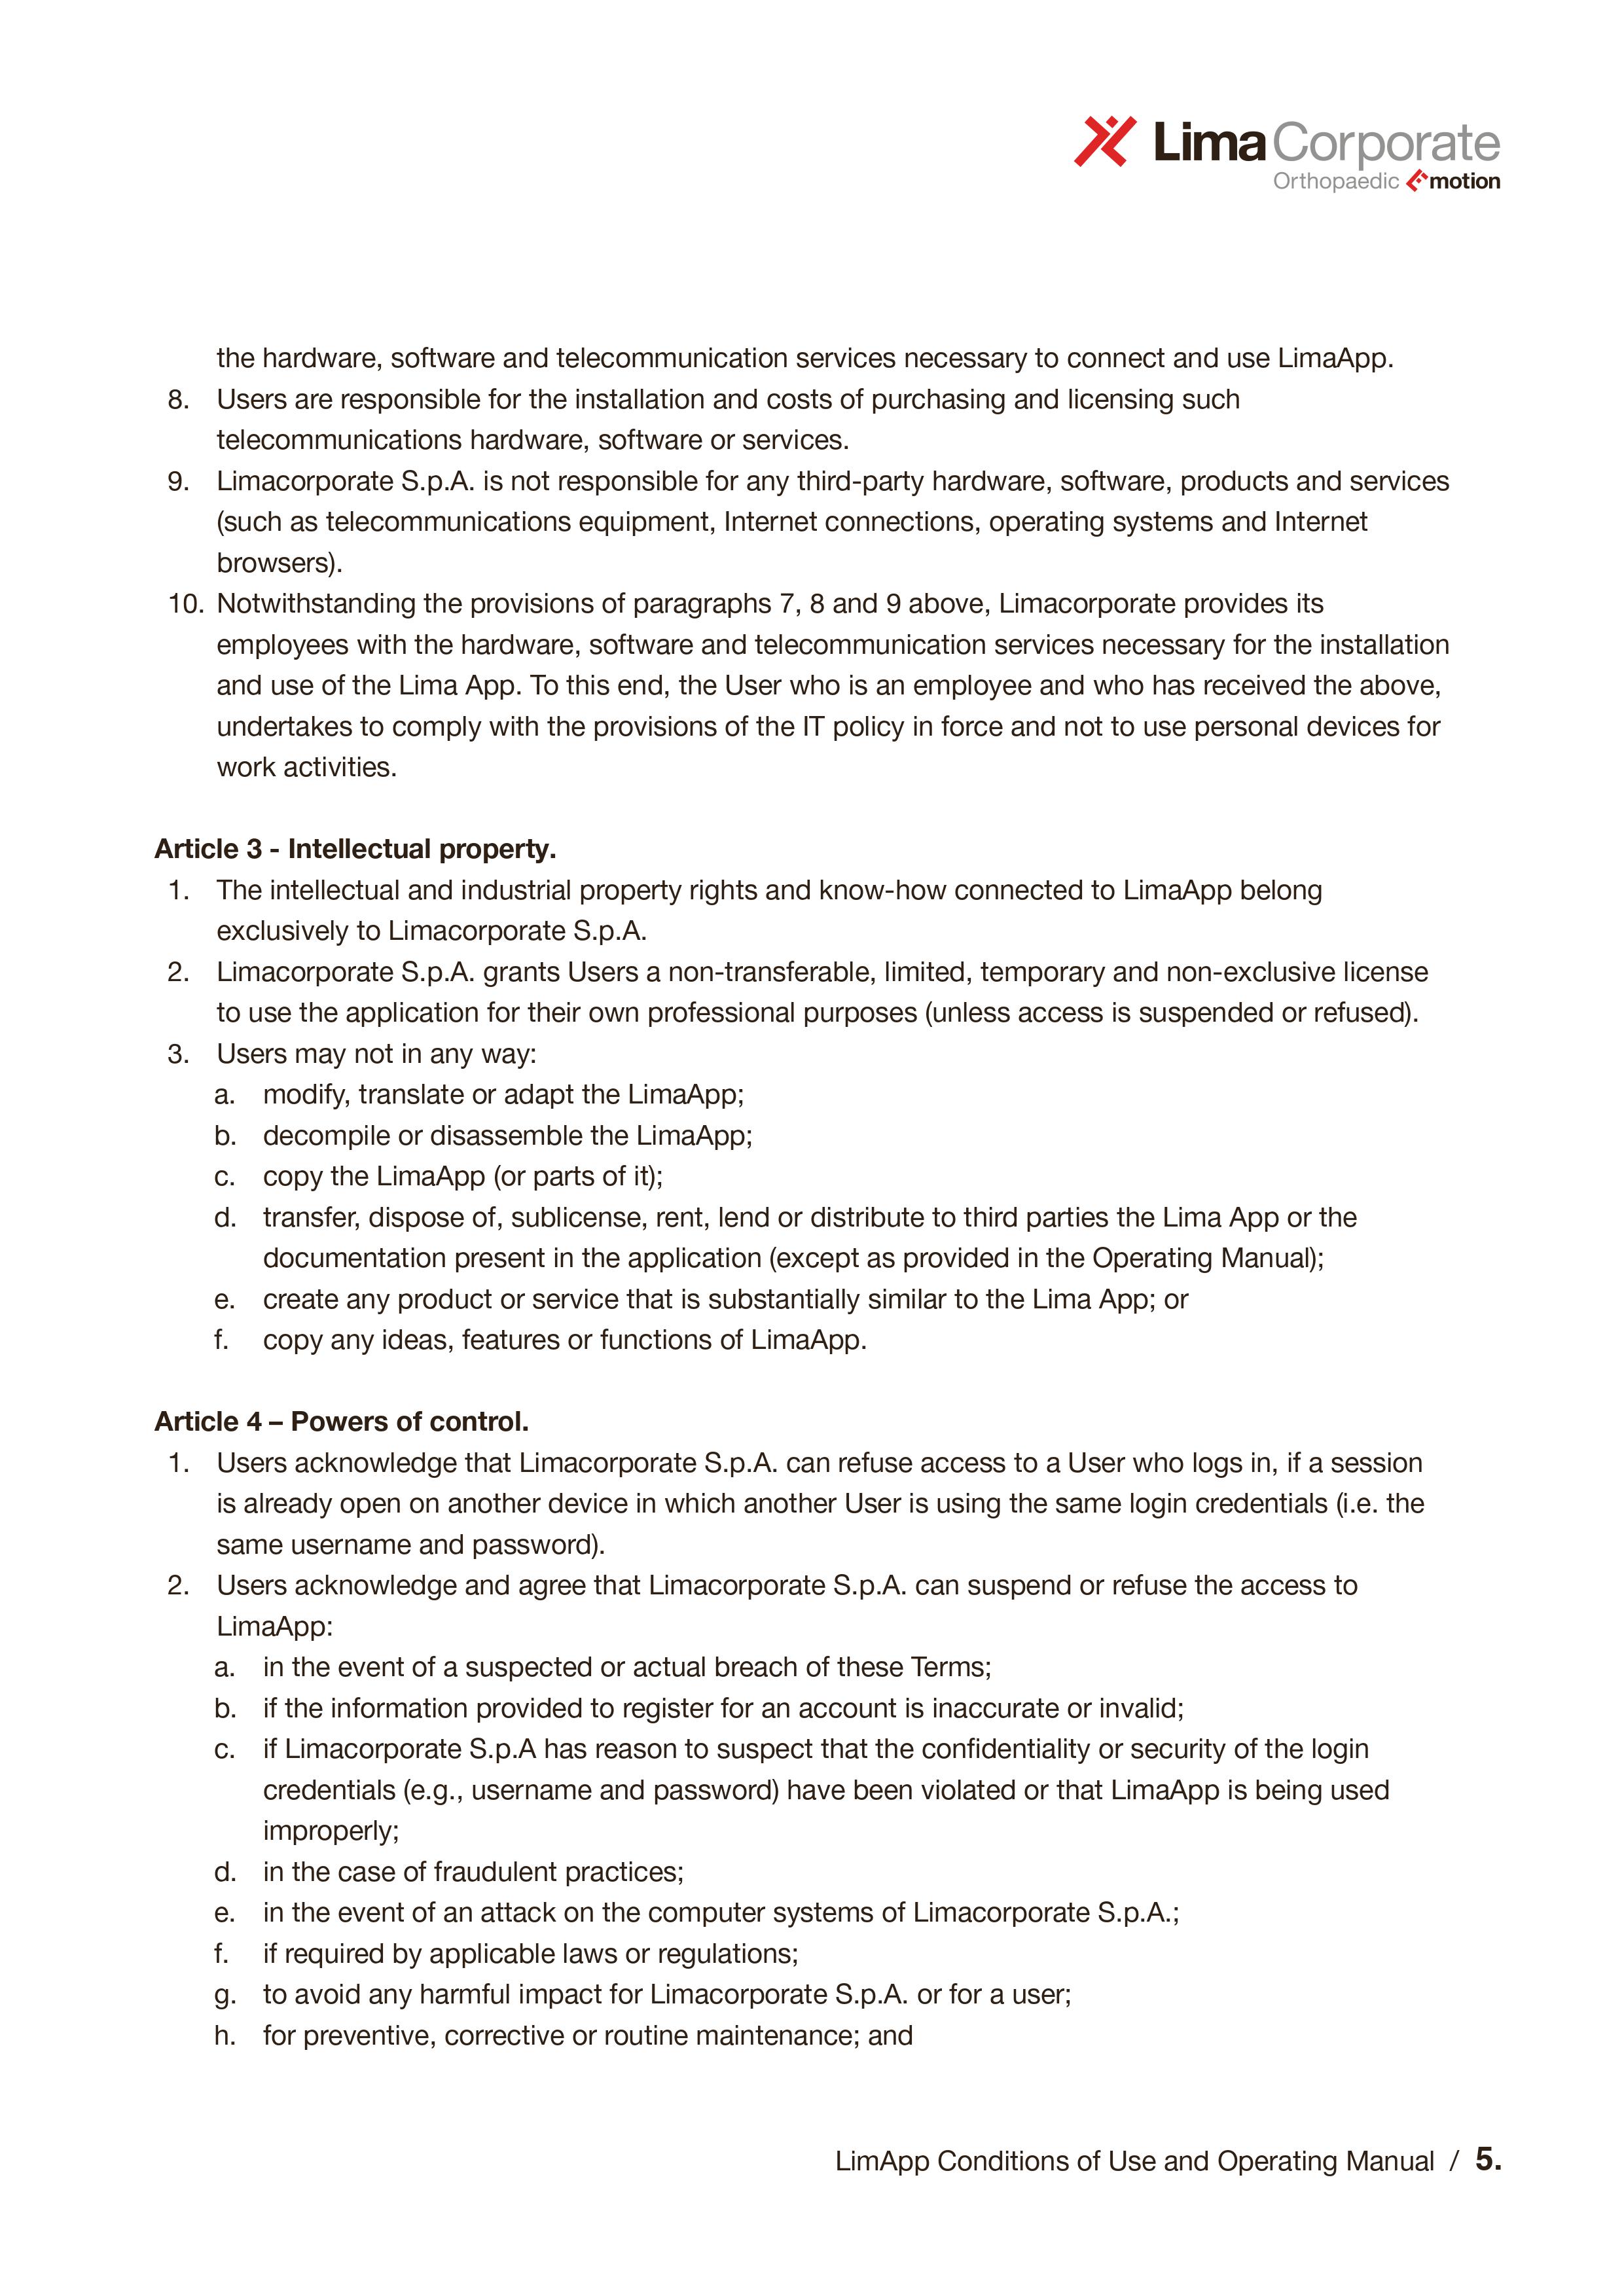 Lima Corporate
Orthopaedic Emotion
the hardware, software and telecommunication services necessary to connect and use LimaApp.
8. Users are responsible for the installation and costs of purchasing and licensing such
telecommunications hardware, software or services.
9. Limacorporate S.p.A. is not responsible for any third-party hardware, software, products and services
(such as telecommunications equipment, Internet connections, operating systems and Internet
browsers).
10. Notwithstanding the provisions of paragraphs 7, 8 and 9 above, Limacorporate provides its
employees with the hardware, software and telecommunication services necessary for the installation
and use of the Lima App. To this end, the User who is an employee and who has received the above,
undertakes to comply with the provisions of the IT policy in force and not to use personal devices for
work activities.
Article 3 - Intellectual property.
1. The intellectual and industrial property rights and know-how connected to LimaApp belong
exclusively to Limacorporate S.p.A.
2. Limacorporate S.p.A. grants Users a non-transferable, limited, temporary and non-exclusive license
to use the application for their own professional purposes (unless access is suspended or refused).
3. Users may not in any way:
a. modify, translate or adapt the LimaApp;
b. decompile or disassemble the LimaApp;
c. copy the LimaApp (or parts of it);
d. transfer, dispose of, sublicense, rent, lend or distribute to third parties the Lima App or the
documentation present in the application (except as provided in the Operating Manual);
e. create any product or service that is substantially similar to the Lima App; or
f. copy any ideas, features or functions of LimaApp.
Article 4 – Powers of control.
1. Users acknowledge that Limacorporate S.p.A. can refuse access to a User who logs in, if a session
is already open on another device in which another User is using the same login credentials (i.e. the
same username and password).
2. Users acknowledge and agree that Limacorporate S.p.A. can suspend or refuse the access to
LimaApp:
a. in the event of a suspected or actual breach of these Terms;
b. if the information provided to register for an account is inaccurate or invalid;
c. if Limacorporate S.p.A has reason to suspect that the confidentiality or security of the login
credentials (e.g., username and password) have been violated or that LimaApp is being used
improperly;
d. in the case of fraudulent practices;
e. in the event of an attack on the computer systems of Limacorporate S.p.A.;
f. if required by applicable laws or regulations;
g. to avoid any harmful impact for Limacorporate S.p.A. or for a user;
h. for preventive, corrective or routine maintenance; and
LimApp Conditions of Use and Operating Manual / 5.